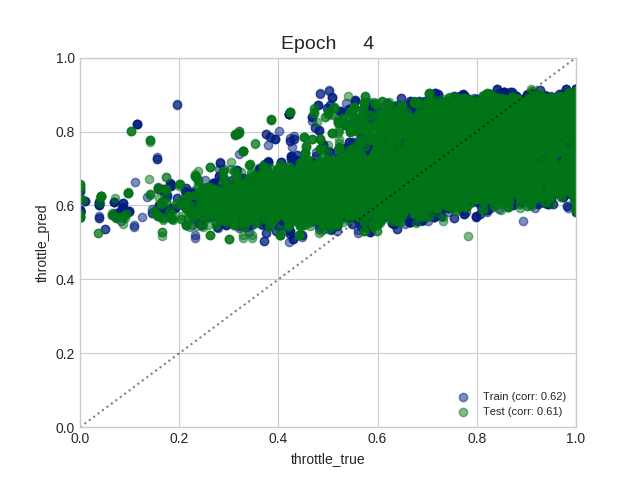 Epoch 4
1.0
0.8
0.6
0.4
0.2
0.0
throttle_pred
0.0 0.2 0.4 0.6 0.8 1.0
throttle_true
Train (corr: 0.62)
Test (corr: 0.61)